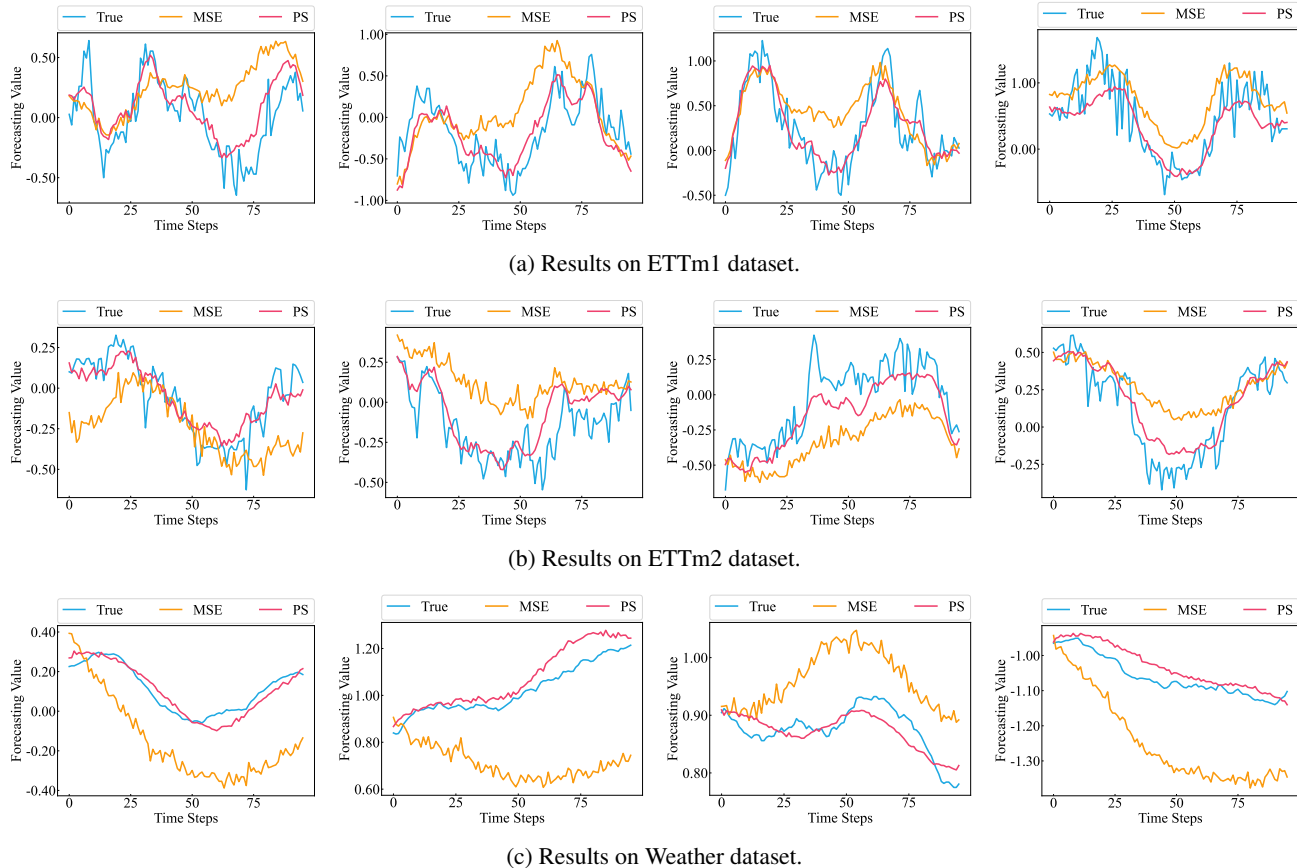 True MSE PS
True MSE PS
True MSE PS
True MSE PS
Forecasting Value
0.50
0.00
-0.50
0 25 50 75
Time Steps
Forecasting Value
1.00
0.50
0.00
-0.50
-1.00
0 25 50 75
Time Steps
Forecasting Value
1.00
0.50
0.00
-0.50
0 25 50 75
Time Steps
Forecasting Value
1.00
0.00
0 25 50 75
Time Steps
(a) Results on ETTm1 dataset.
True MSE PS
True MSE PS
True MSE PS
True MSE PS
Forecasting Value
0.25
0.00
-0.25
-0.50
0 25 50 75
Time Steps
Forecasting Value
0.50
0.25
0.00
-0.25
-0.50
0 25 50 75
Time Steps
Forecasting Value
0.25
0.00
-0.25
-0.50
0 25 50 75
Time Steps
Forecasting Value
0.50
0.25
0.00
-0.25
0 25 50 75
Time Steps
(b) Results on ETTm2 dataset.
True MSE PS
True MSE PS
True MSE PS
True MSE PS
Forecasting Value
0.40
0.20
0.00
-0.20
-0.40
0 25 50 75
Time Steps
Forecasting Value
1.20
1.00
0.80
0.60
0 25 50 75
Time Steps
Forecasting Value
1.00
0.90
0.80
0 25 50 75
Time Steps
Forecasting Value
-1.00
-1.10
-1.20
-1.30
0 25 50 75
Time Steps
(c) Results on Weather dataset.